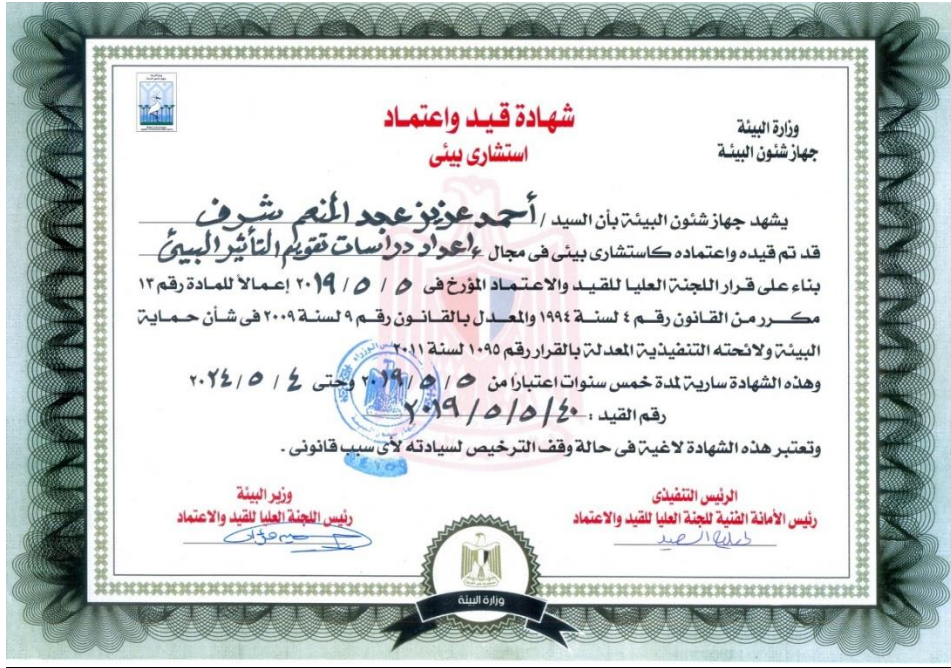 وزارة البيئة
جهاز شئون البيئة
شهادة قيد واعتماد
استشارى بيئى
يشهد جهاز شئون البيئة بأن السيد / أحمد عزيز عبد المنعم شرف
قد تم قيده واعتماده كاستشارى بيئى فى مجال إعداد دراسات تقويم التأثير البيئى
بناء على قرار اللجنة العليا للقيد والاعتماد المؤرخ فى ٥ / ٥ / ٢٠١٩ إعمالاً للمادة رقم ١٣
مكرر من القانون رقم ٤ لسنة ١٩٩٤ والمعدل بالقانون رقم ٩ لسنة ٢٠٠٩ فى شأن حماية
البيئة ولائحته التنفيذية المعدلة بالقرار رقم ١٠٩٥ لسنة ٢٠١١
وهذه الشهادة سارية لمدة خمس سنوات اعتبارا من ٥ / ٥ / ٢٠١٩ وحتى ٤ / ٥ / ٢٠٢٤
رقم القيد : ٤٠ / ٥ / ٥ / ٢٠١٩
وتعتبر هذه الشهادة لاغية فى حالة وقف الترخيص لسيادته لأى سبب قانونى .
الرئيس التنفيذى
رئيس الأمانة الفنية للجنة العليا للقيد والاعتماد
وزير البيئة
رئيس اللجنة العليا للقيد والاعتماد
وزارة البيئة